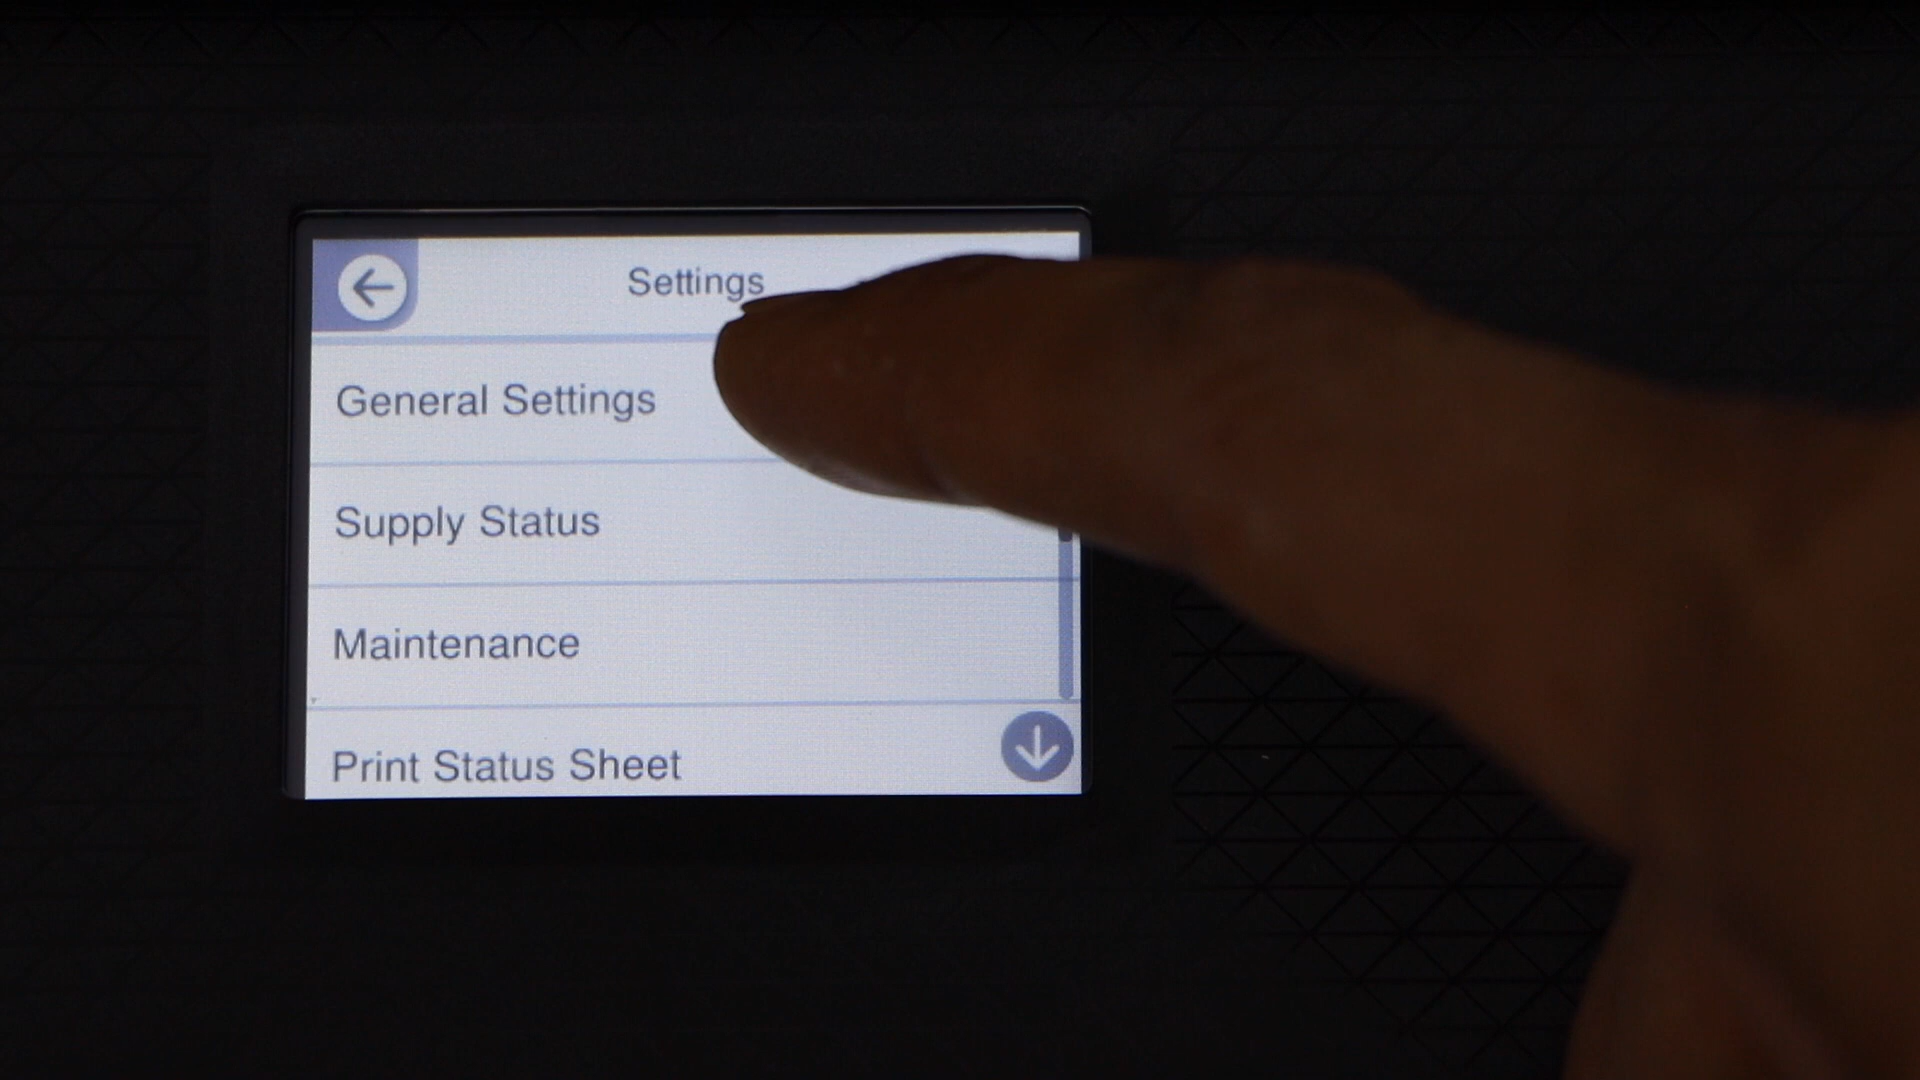 Settings
General Settings
Supply Status
Maintenance
Print Status Sheet